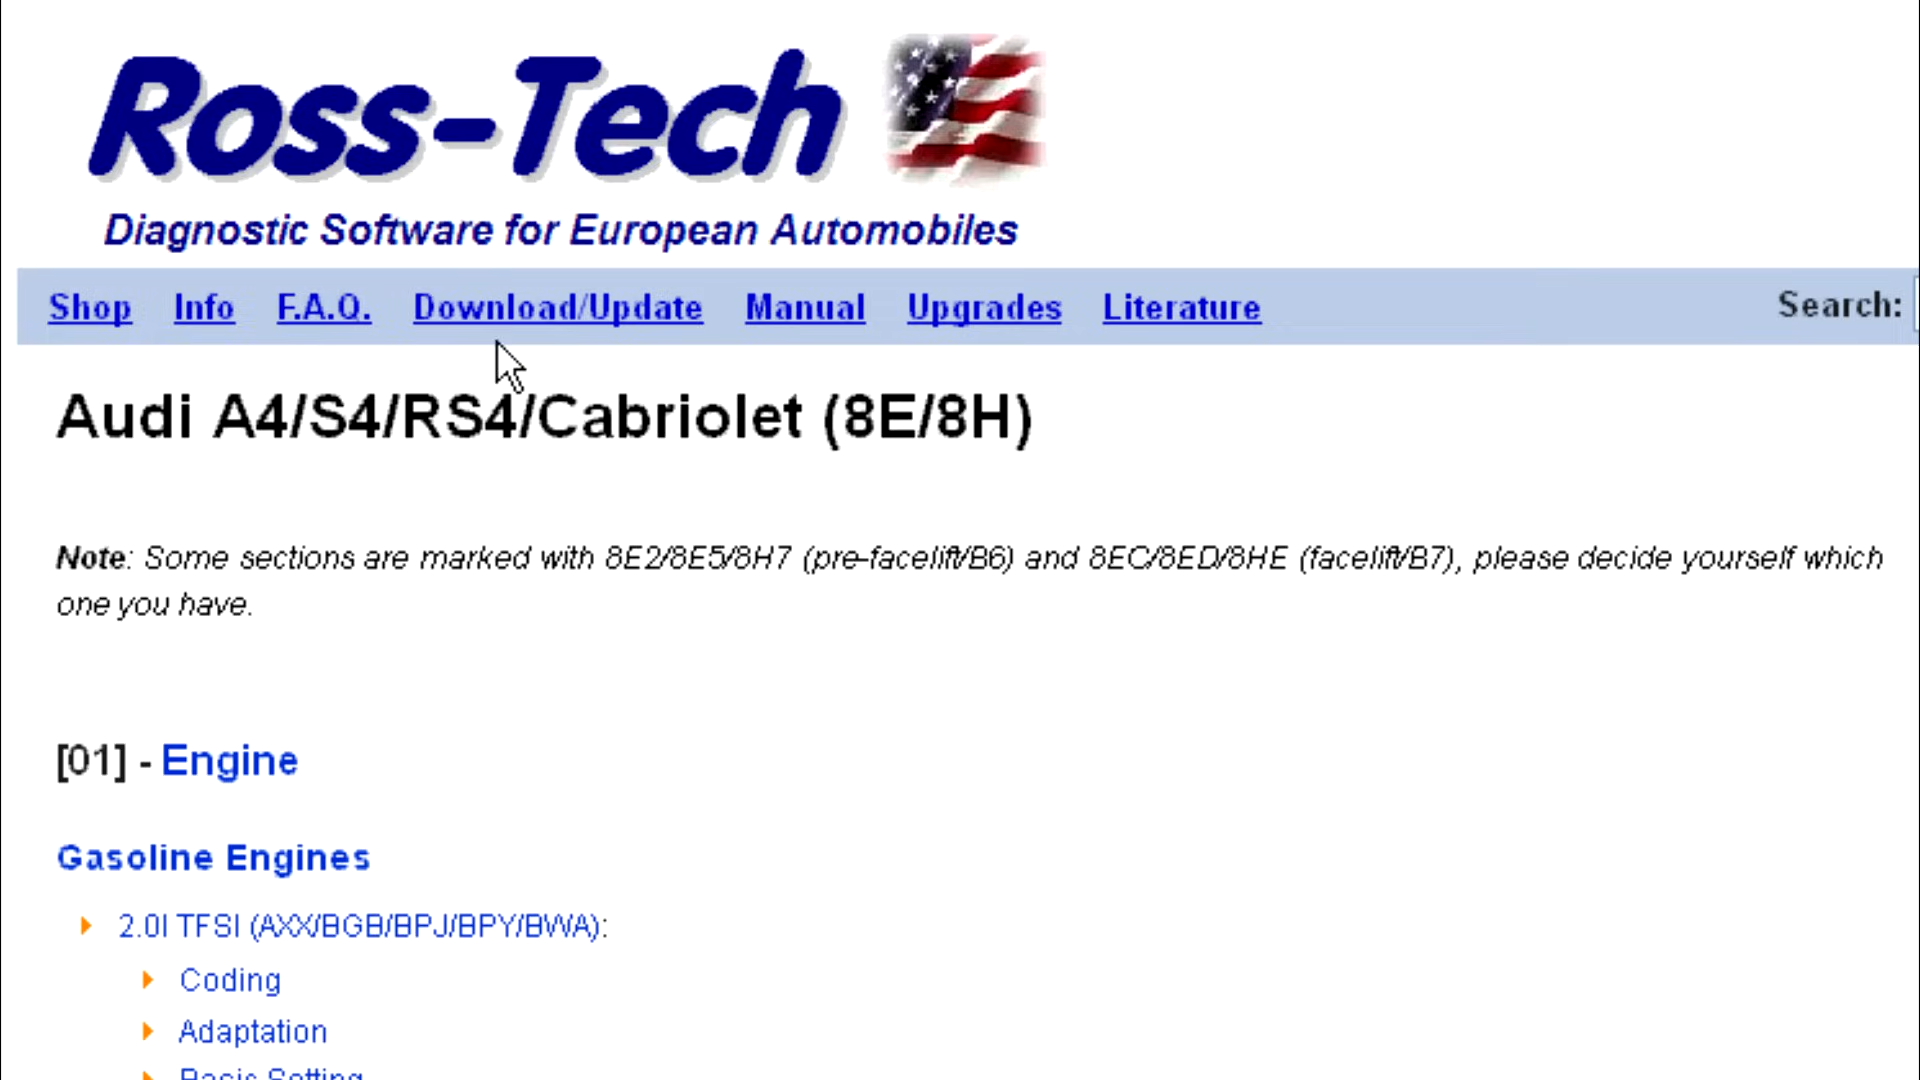 Ross-Tech
Diagnostic Software for European Automobiles
Shop Info F.A.Q. Download/Update Manual Upgrades Literature Search:
Audi A4/S4/RS4/Cabriolet (8E/8H)
Note: Some sections are marked with 8E2/8E5/8H7 (pre-facelift/B6) and 8EC/8ED/8HE (facelift/B7), please decide yourself which
one you have.
[01] - Engine
Gasoline Engines
2.0l TFSI (AXX/BGB/BPJ/BPY/BWA):
Coding
Adaptation
Basic Setting